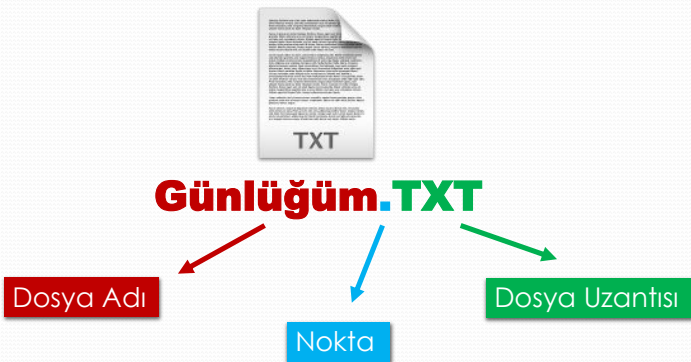 TXT
Günlüğüm.TXT
Dosya Adı
Dosya Uzantısı
Nokta